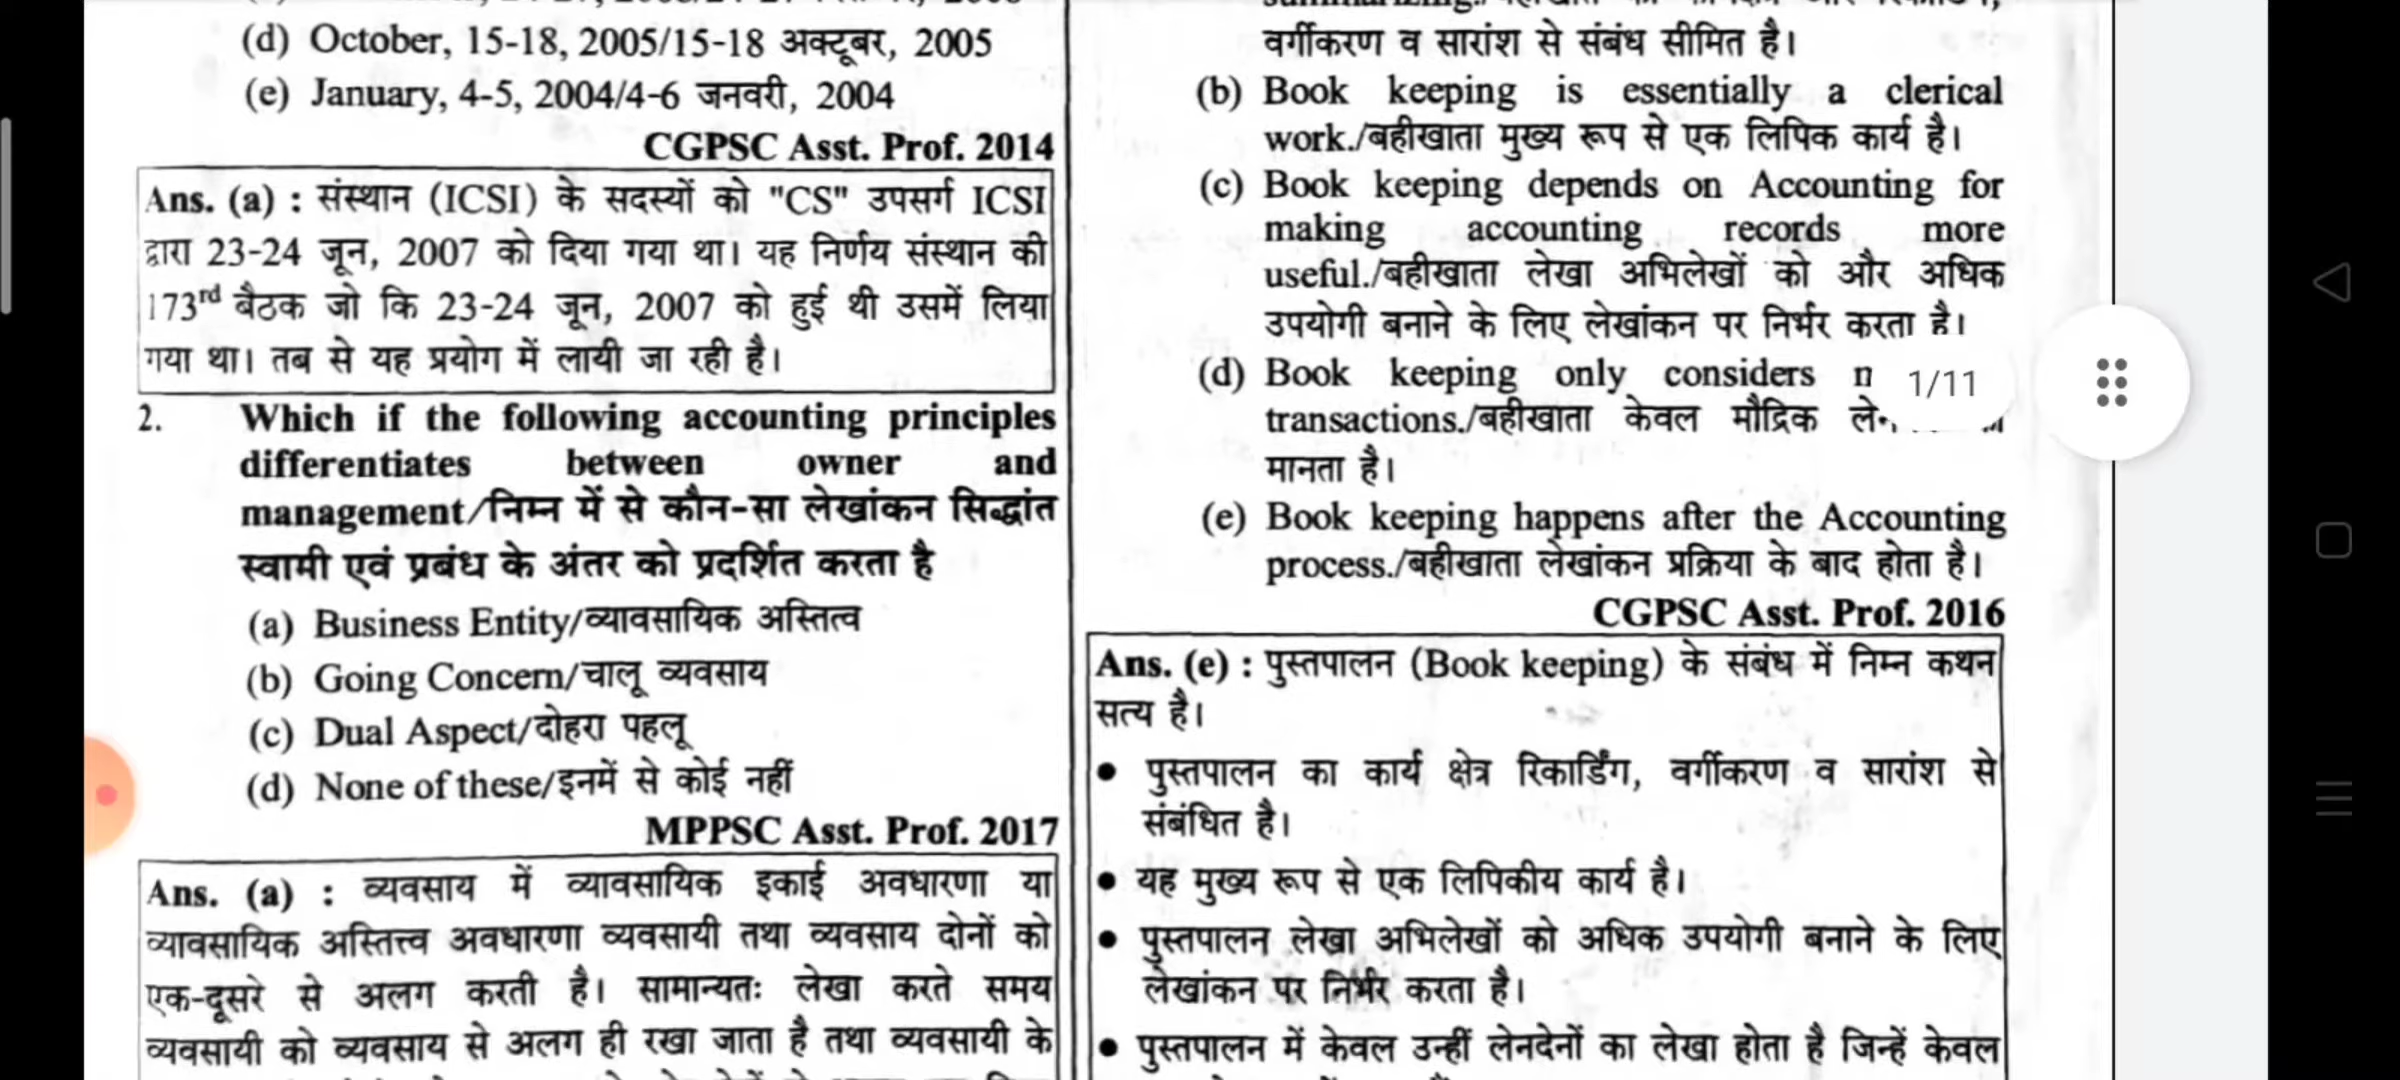 (d) October, 15-18, 2005/15-18 अक्टूबर, 2005
(e) January, 4-5, 2004/4-6 जनवरी, 2004
CGPSC Asst. Prof. 2014
Ans. (a) : संस्थान (ICSI) के सदस्यों को "CS" उपसर्ग ICSI
द्वारा 23-24 जून, 2007 को दिया गया था। यह निर्णय संस्थान की
173rd बैठक जो कि 23-24 जून, 2007 को हुई थी उसमें लिया
गया था। तब से यह प्रयोग में लायी जा रही है।
2. Which if the following accounting principles
differentiates between owner and
management/निम्न में से कौन-सा लेखांकन सिद्धांत
स्वामी एवं प्रबंध के अंतर को प्रदर्शित करता है
(a) Business Entity/व्यावसायिक अस्तित्व
(b) Going Concern/चालू व्यवसाय
(c) Dual Aspect/दोहरा पहलू
(d) None of these/इनमें से कोई नहीं
MPPSC Asst. Prof. 2017
Ans. (a) : व्यवसाय में व्यावसायिक इकाई अवधारणा या
व्यावसायिक अस्तित्त्व अवधारणा व्यवसायी तथा व्यवसाय दोनों को
एक-दूसरे से अलग करती है। सामान्यतः लेखा करते समय
व्यवसायी को व्यवसाय से अलग ही रखा जाता है तथा व्यवसायी के
वर्गीकरण व सारांश से संबंध सीमित है।
(b) Book keeping is essentially a clerical
work./बहीखाता मुख्य रूप से एक लिपिक कार्य है।
(c) Book keeping depends on Accounting for
making accounting records more
useful./बहीखाता लेखा अभिलेखों को और अधिक
उपयोगी बनाने के लिए लेखांकन पर निर्भर करता है।
(d) Book keeping only considers
transactions./बहीखाता केवल मौद्रिक
मानता है।
(e) Book keeping happens after the Accounting
process./बहीखाता लेखांकन प्रक्रिया के बाद होता है।
CGPSC Asst. Prof. 2016
Ans. (e) : पुस्तपालन (Book keeping) के संबंध में निम्न कथन
सत्य है।
• पुस्तपालन का कार्य क्षेत्र रिकार्डिंग, वर्गीकरण व सारांश से
संबंधित है।
• यह मुख्य रूप से एक लिपिकीय कार्य है।
• पुस्तपालन लेखा अभिलेखों को अधिक उपयोगी बनाने के लिए
लेखांकन पर निर्भर करता है।
• पुस्तपालन में केवल उन्हीं लेनदेनों का लेखा होता है जिन्हें केवल
1/11